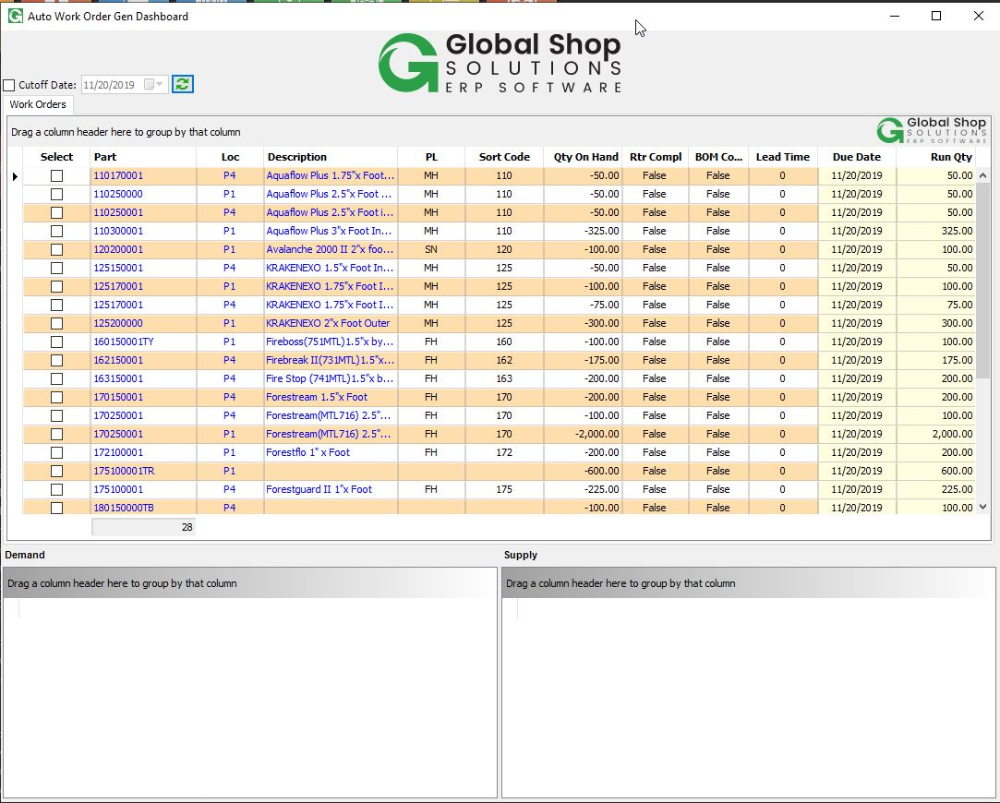 Auto Work Order Gen Dashboard
Global Shop
SOLUTIONS
ERP SOFTWARE
Cutoff Date: 11/20/2019
Work Orders
Drag a column header here to group by that column
Global Shop
SOLUTIONS
ERP SOFTWARE
Select Part Loc Description PL Sort Code Qty On Hand Rtr Compl BOM Co... Lead Time Due Date Run Qty
110170001 P4 Aquaflow Plus 1.75"x Foot... MH 110 -50.00 False False 0 11/20/2019 50.00
110250000 P1 Aquaflow Plus 2.5"x Foot ... MH 110 -50.00 False False 0 11/20/2019 50.00
110250001 P4 Aquaflow Plus 2.5"x Foot i... MH 110 -50.00 False False 0 11/20/2019 50.00
110300001 P1 Aquaflow Plus 3"x Foot In... MH 110 -325.00 False False 0 11/20/2019 325.00
120200001 P1 Avalanche 2000 II 2"x foo... SN 120 -100.00 False False 0 11/20/2019 100.00
125150001 P4 KRAKENEXO 1.5"x Foot In... MH 125 -50.00 False False 0 11/20/2019 50.00
125170001 P1 KRAKENEXO 1.75"x Foot I... MH 125 -100.00 False False 0 11/20/2019 100.00
125170001 P4 KRAKENEXO 1.75"x Foot I... MH 125 -75.00 False False 0 11/20/2019 75.00
125200000 P1 KRAKENEXO 2"x Foot Outer MH 125 -300.00 False False 0 11/20/2019 300.00
160150001TY P1 Fireboss(751MTL)1.5"x by... FH 160 -100.00 False False 0 11/20/2019 100.00
162150001 P4 Firebreak II(731MTL)1.5"x... FH 162 -175.00 False False 0 11/20/2019 175.00
163150001 P4 Fire Stop (741MTL)1.5"x b... FH 163 -200.00 False False 0 11/20/2019 200.00
170150001 P4 Forestream 1.5"x Foot FH 170 -200.00 False False 0 11/20/2019 200.00
170250001 P4 Forestream(MTL716) 2.5"... FH 170 -100.00 False False 0 11/20/2019 100.00
170250001 P1 Forestream(MTL716) 2.5"... FH 170 -2,000.00 False False 0 11/20/2019 2,000.00
172100001 P1 Forestflo 1" x Foot FH 172 -200.00 False False 0 11/20/2019 200.00
175100001TR P1 -600.00 False False 0 11/20/2019 600.00
175100001 P4 Forestguard II 1"x Foot FH 175 -225.00 False False 0 11/20/2019 225.00
180150000TB P4 -100.00 False False 0 11/20/2019 100.00
28
Demand
Supply
Drag a column header here to group by that column
Drag a column header here to group by that column